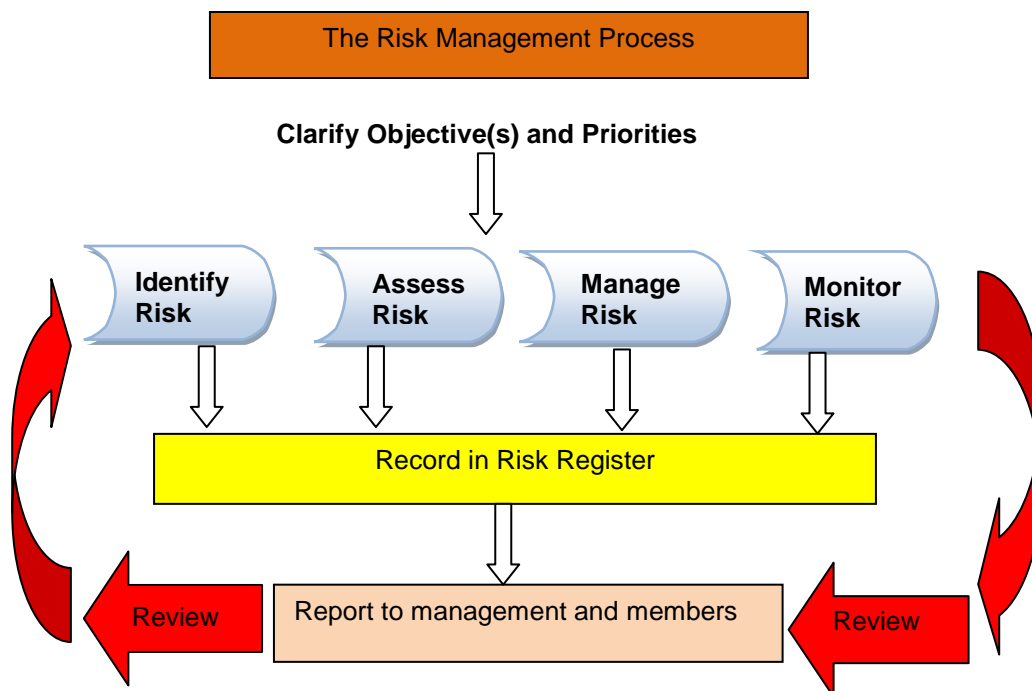 The Risk Management Process
Clarify Objective(s) and Priorities
Identify
Risk
Assess
Risk
Manage
Risk
Monitor
Risk
Record in Risk Register
Review
Report to management and members
Review